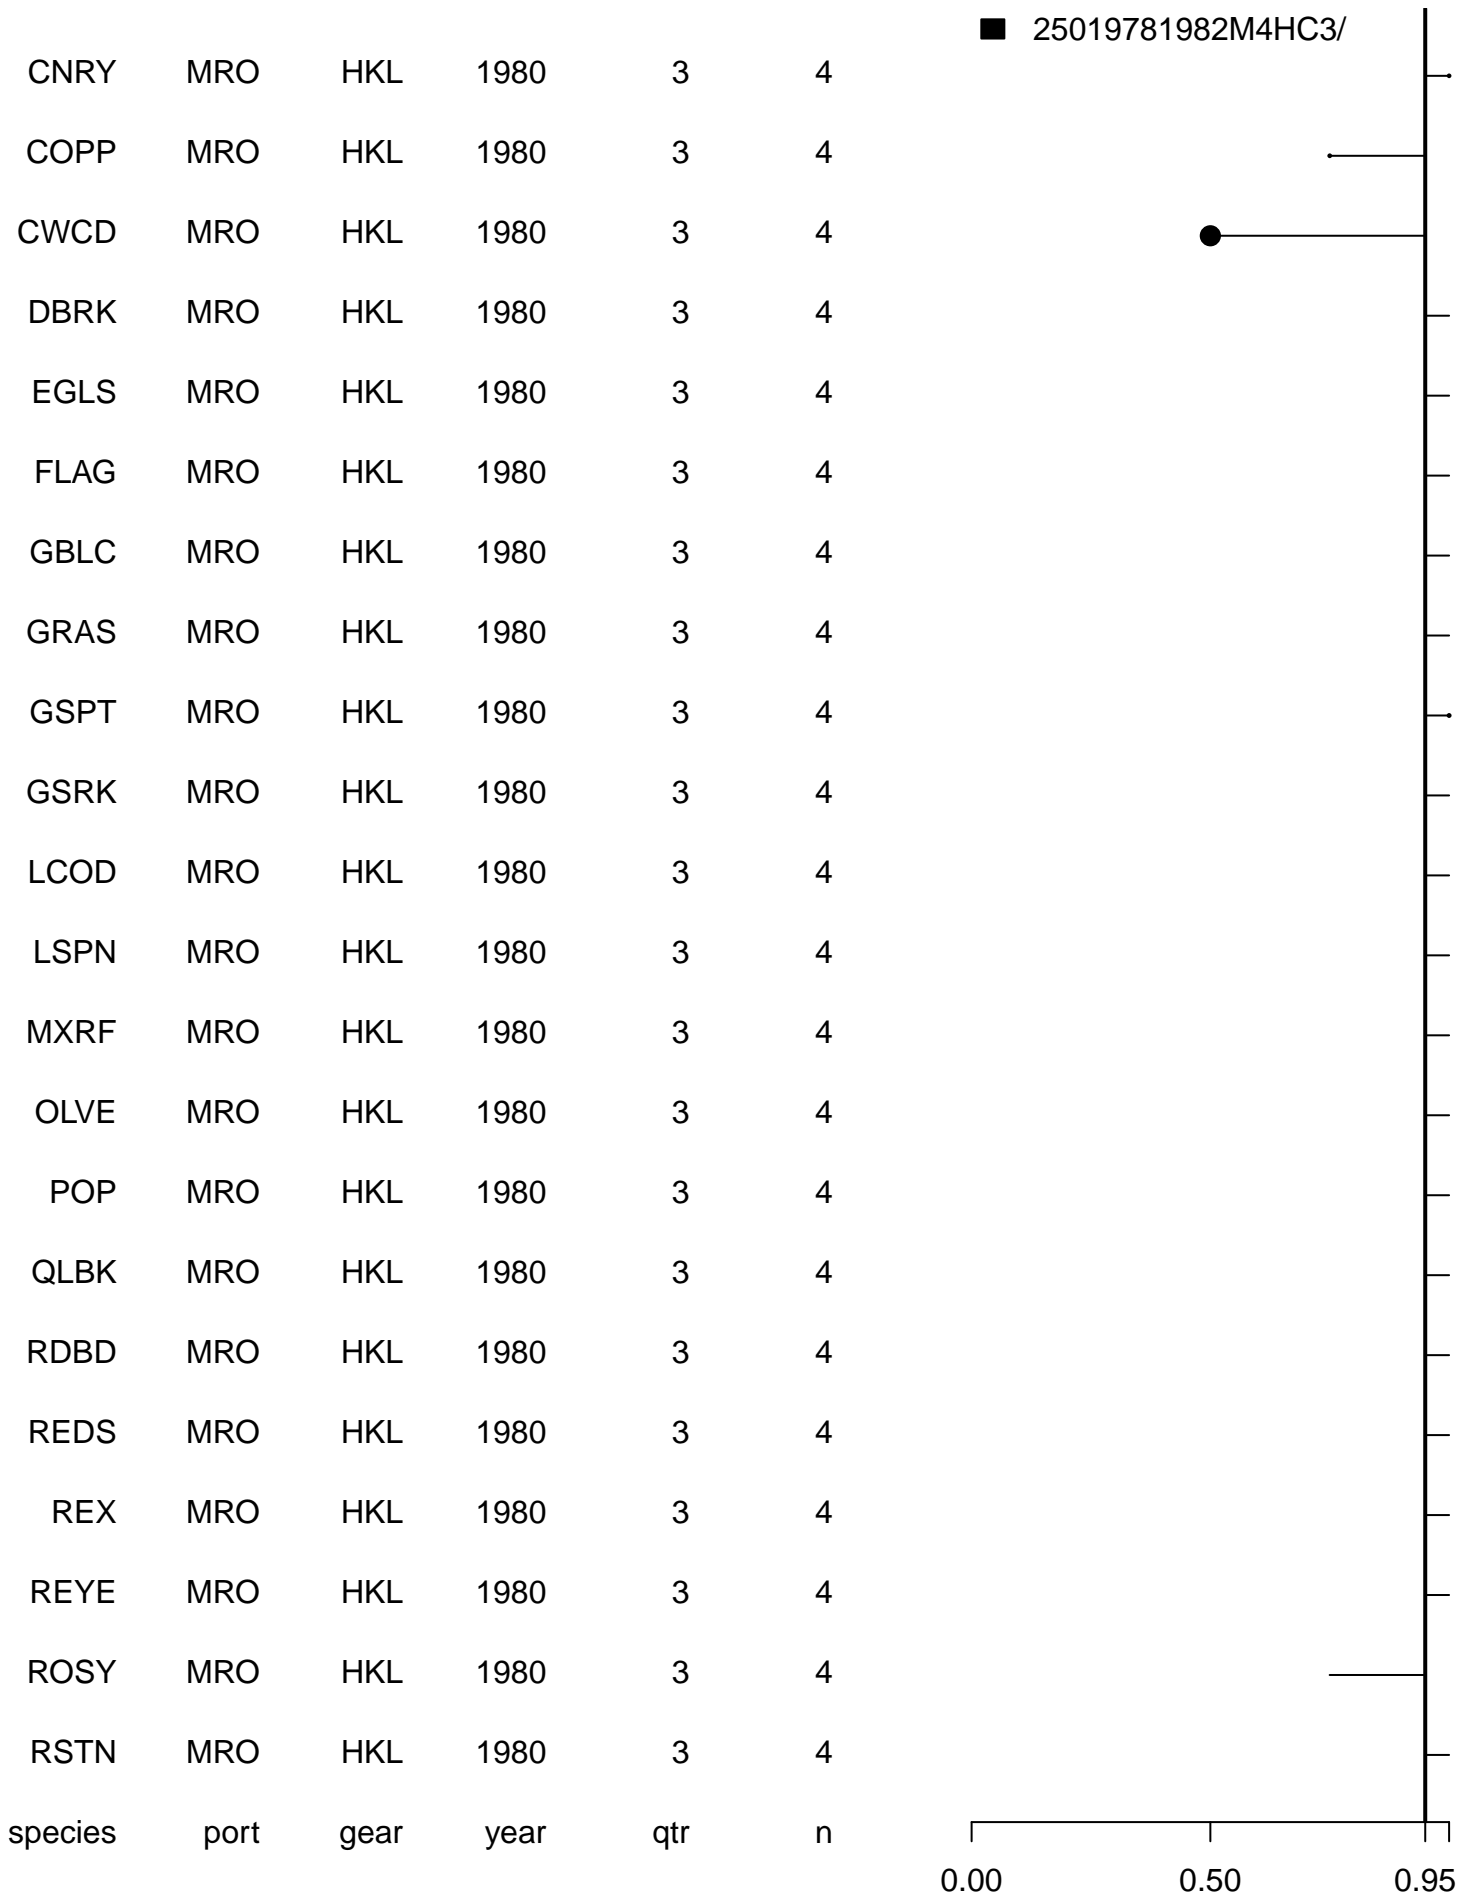 25019781982M4HC3/
CNRY MRO HKL 1980 3 4
COPP MRO HKL 1980 3 4
CWCD MRO HKL 1980 3 4
DBRK MRO HKL 1980 3 4
EGLS MRO HKL 1980 3 4
FLAG MRO HKL 1980 3 4
GBLC MRO HKL 1980 3 4
GRAS MRO HKL 1980 3 4
GSPT MRO HKL 1980 3 4
GSRK MRO HKL 1980 3 4
LCOD MRO HKL 1980 3 4
LSPN MRO HKL 1980 3 4
MXRF MRO HKL 1980 3 4
OLVE MRO HKL 1980 3 4
POP MRO HKL 1980 3 4
QLBK MRO HKL 1980 3 4
RDBD MRO HKL 1980 3 4
REDS MRO HKL 1980 3 4
REX MRO HKL 1980 3 4
REYE MRO HKL 1980 3 4
ROSY MRO HKL 1980 3 4
RSTN MRO HKL 1980 3 4
species port gear year qtr n
0.00 0.50 0.95